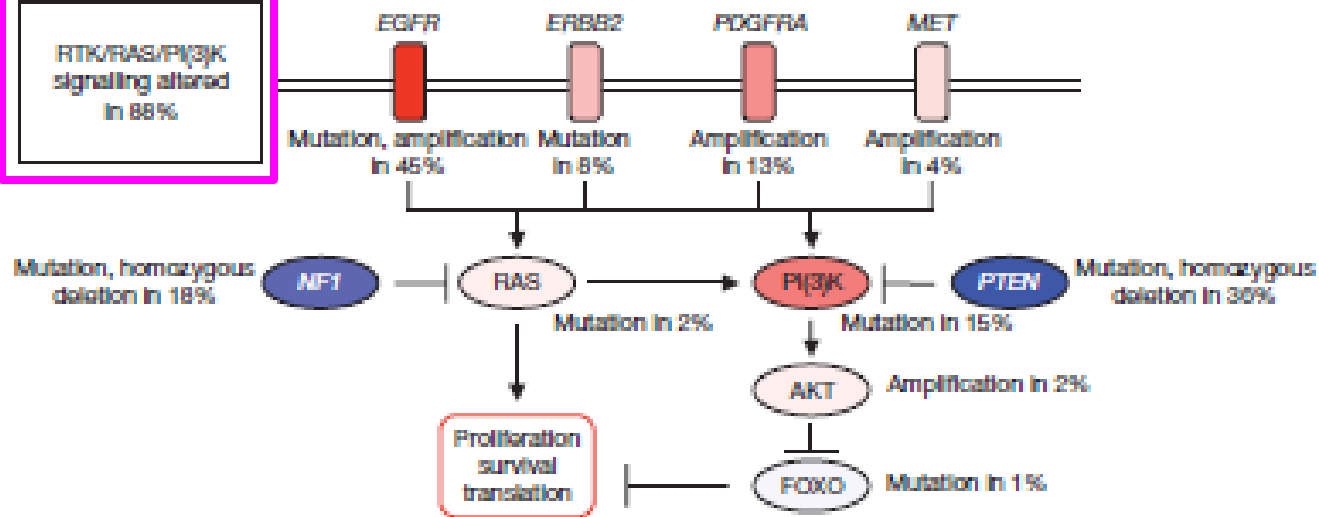 RTK/RAS/PI(3)K
signalling altered
in 88%
EGFR
ERBB2
PDGFRA
MET
Mutation, amplification
in 45%
Mutation
in 8%
Amplification
in 13%
Amplification
in 4%
Mutation, homozygous
deletion in 18%
NF1
RAS
PI(3)K
PTEN
Mutation, homozygous
deletion in 36%
Mutation in 2%
Mutation in 15%
AKT
Amplification in 2%
Proliferation
survival
translation
FOXO
Mutation in 1%